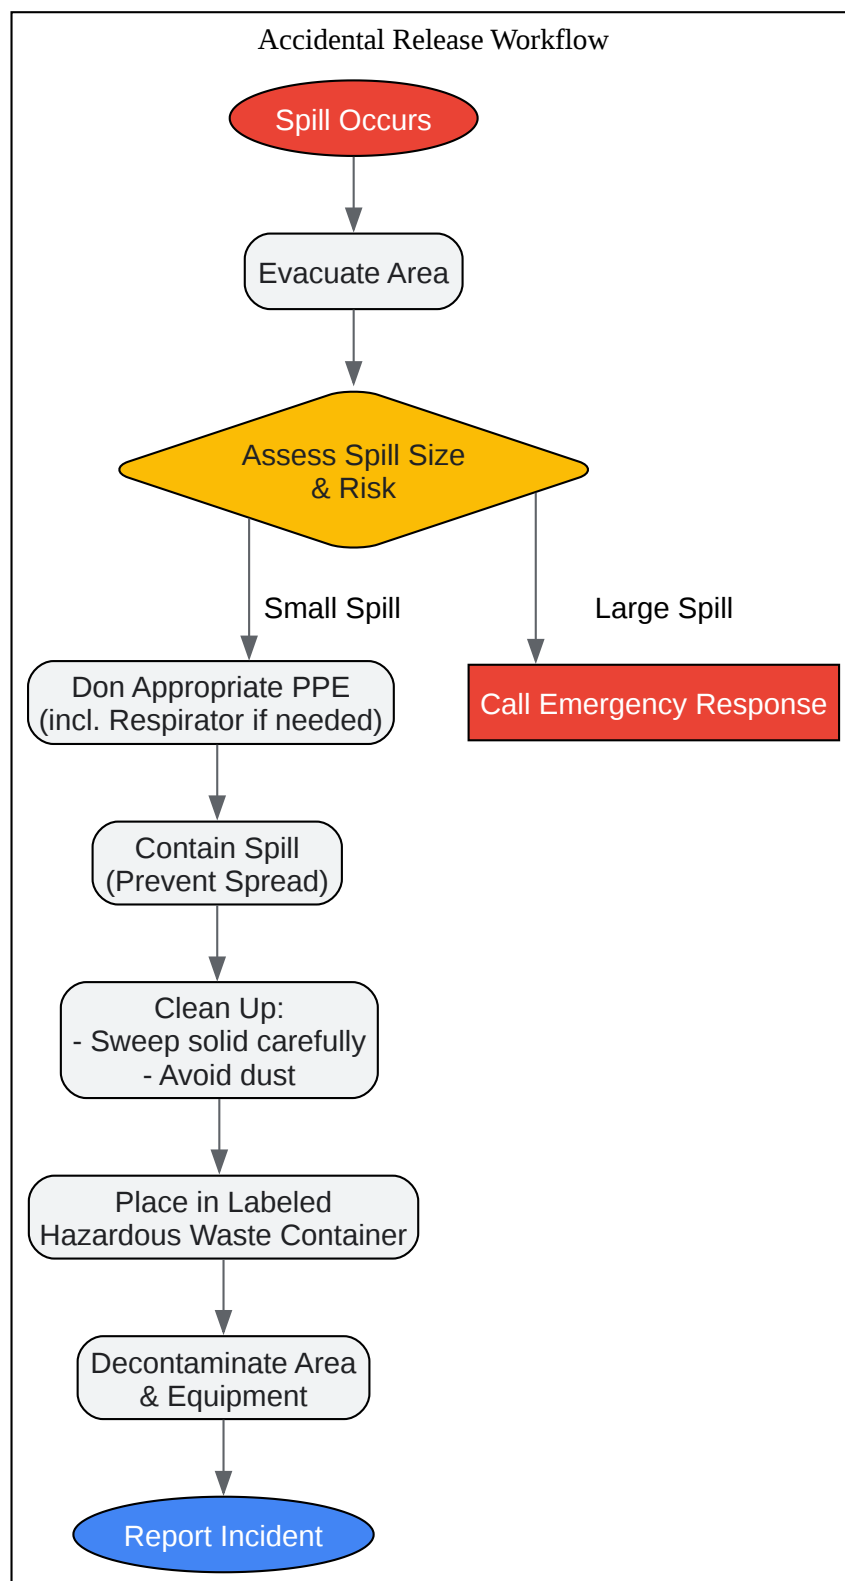 Accidental Release Workflow
Spill Occurs
Evacuate Area
Assess Spill Size
& Risk
Small Spill
Large Spill
Don Appropriate PPE
(incl. Respirator if needed)
Call Emergency Response
Contain Spill
(Prevent Spread)
Clean Up:
- Sweep solid carefully
- Avoid dust
Place in Labeled
Hazardous Waste Container
Decontaminate Area
& Equipment
Report Incident